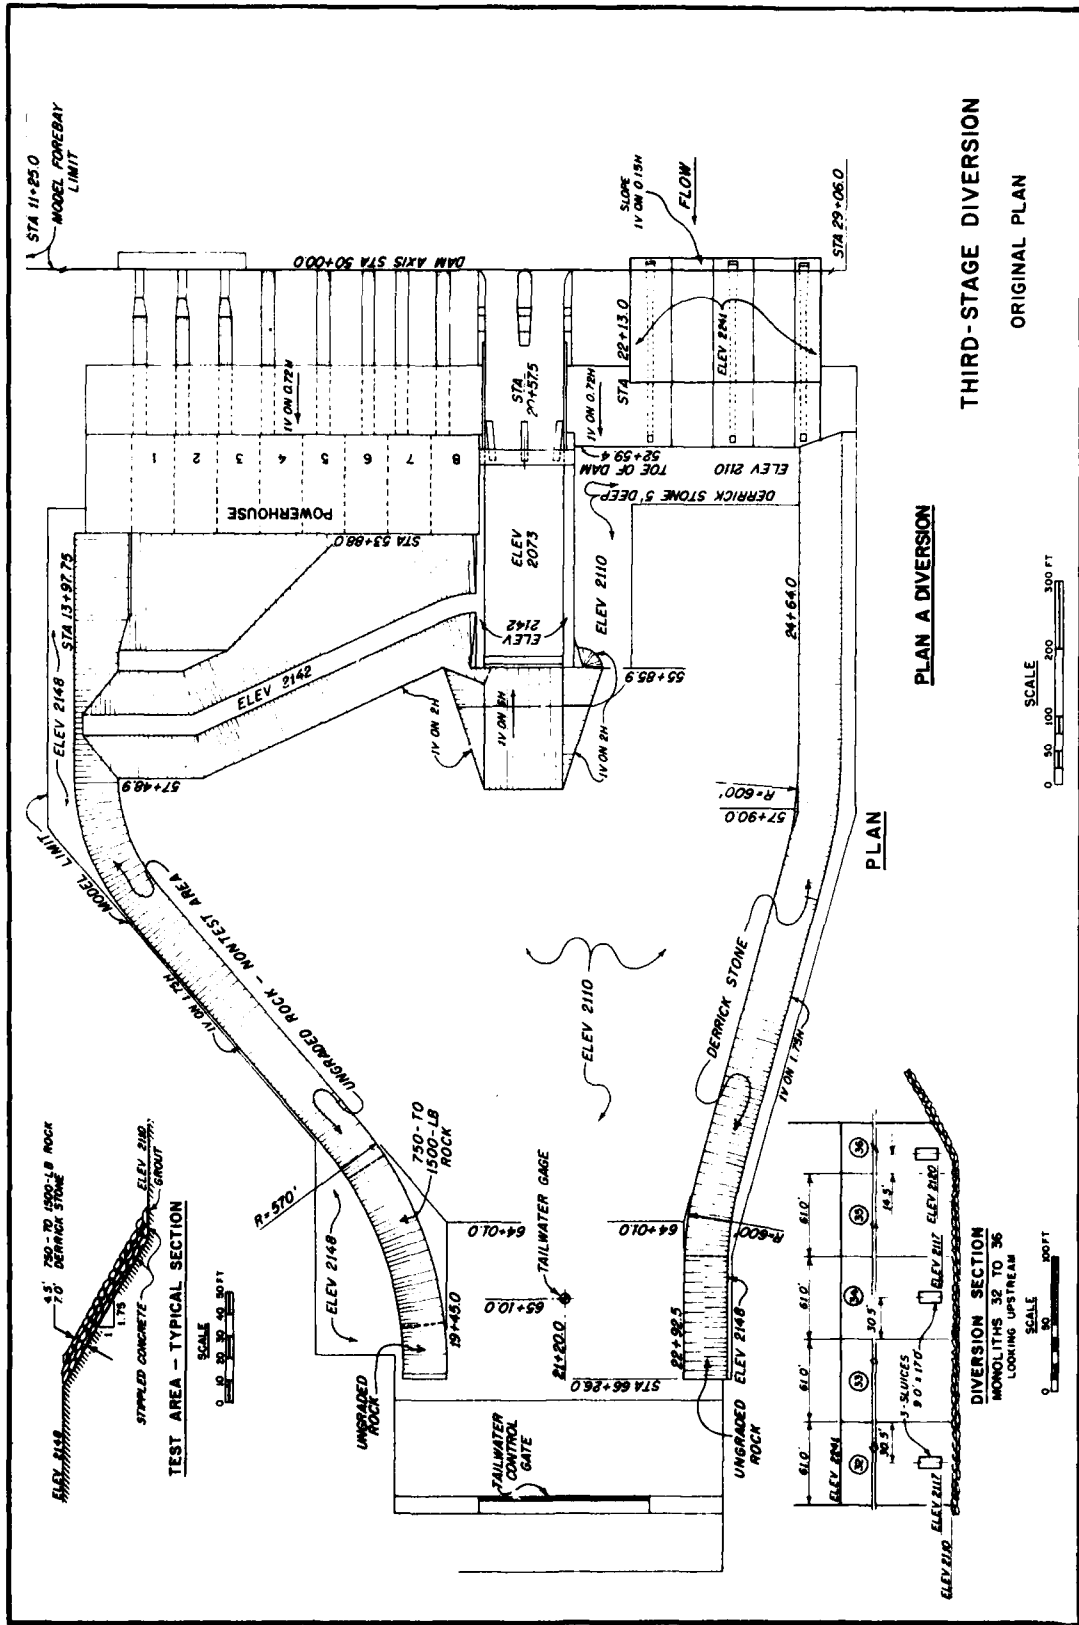 STA 11+25.0
MODEL FOREBAY
LIMIT
DAM AXIS STA 50+00.0
1V ON 0.72H
POWERHOUSE
1
2
3
4
5
6
7
8
STA 53+88.0
STA 13+97.75
ELEV 2148
MODEL LIMIT
57+48.9
ELEV 2142
1V ON 2H
1V ON 2H
1V ON 2H
ELEV
2142
ELEV
2073
STA
20+57.5
ELEV 2110
55+85.9
DERRICK STONE 5' DEEP
TOE OF DAM
52+59.4
ELEV 2110
1V ON 0.72H
STA 22+13.0
ELEV 2241
SLOPE
1V ON 0.15H
FLOW
STA 29+06.0
24+64.0
R=600'
57+90.0
1V ON 1.75H
UNGRADED ROCK - NONTEST AREA
ELEV 2110
DERRICK STONE
1V ON 1.75H
750- TO
1500-LB
ROCK
R=570'
ELEV 2148
64+01.0
64+01.0
R=600'
TAILWATER GAGE
65+10.0
21+20.0
19+45.0
22+92.5
ELEV 2148
STA 66+26.0
UNGRADED
ROCK
UNGRADED
ROCK
TAILWATER
CONTROL
GATE
PLAN
PLAN A DIVERSION
SCALE
0 50 100 200 300 FT
THIRD-STAGE DIVERSION
ORIGINAL PLAN
ELEV 2148
4.5' 750- TO 1500-LB ROCK
7.0' DERRICK STONE
1
1.75
STIPPLED CONCRETE
ELEV 2110
GROUT
TEST AREA - TYPICAL SECTION
SCALE
0 10 20 30 40 50 FT
61.0' 61.0' 61.0' 61.0'
ELEV 2241
32 33 34 35 36
30.5' 30.5' 14.5'
3-SLUICES
9.0' x 17.0'
ELEV 2117 ELEV 2117 ELEV 2120
ELEV 2110
DIVERSION SECTION
MONOLITHS 32 TO 36
LOOKING UPSTREAM
SCALE
0 50 100 FT